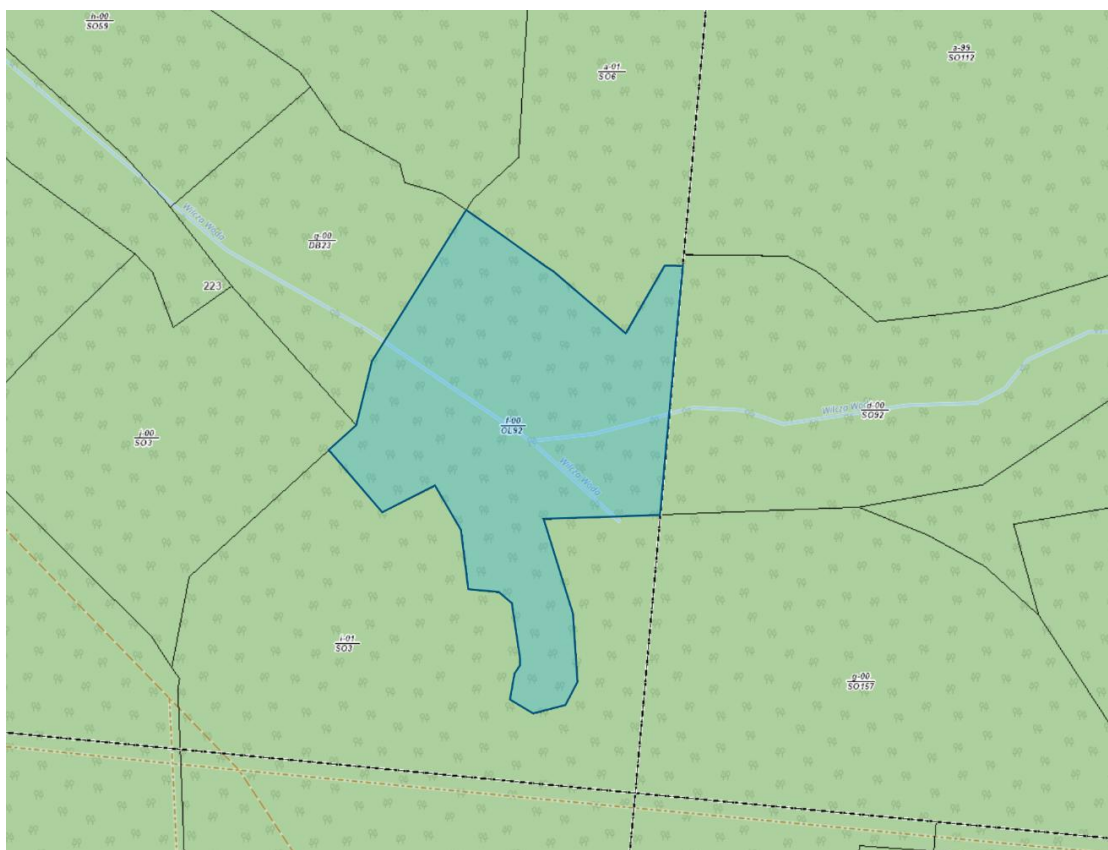 n-00
SO59
a-01
SO6
a-99
SO112
Wilcza Woda
g-00
DB23
223
Wilcza Woda
d-00
SO92
f-00
OL92
j-00
SO3
Wilcza Woda
i-01
SO3
g-00
SO157